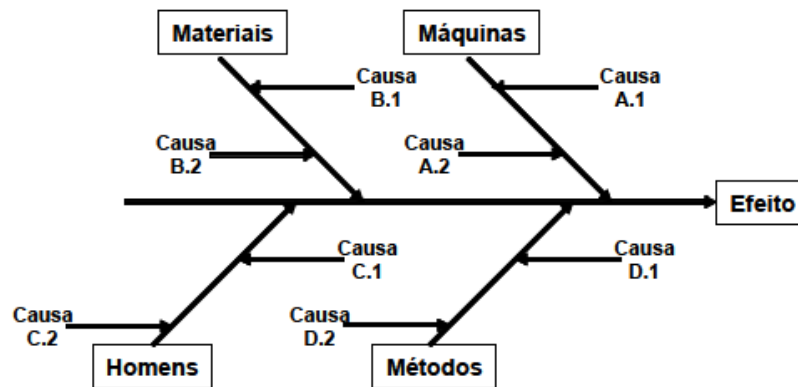 Materiais
Máquinas
Causa
B.1
Causa
A.1
Causa
B.2
Causa
A.2
Efeito
Causa
C.1
Causa
D.1
Causa
C.2
Causa
D.2
Homens
Métodos